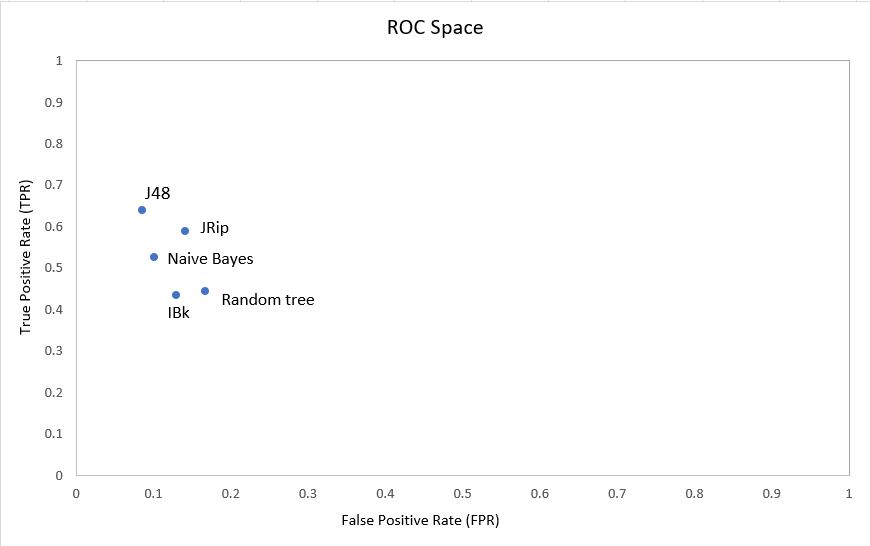 ROC Space
1
0.9
0.8
0.7
0.6
0.5
0.4
0.3
0.2
0.1
0
True Positive Rate (TPR)
J48
JRip
Naive Bayes
Random tree
IBk
0 0.1 0.2 0.3 0.4 0.5 0.6 0.7 0.8 0.9 1
False Positive Rate (FPR)